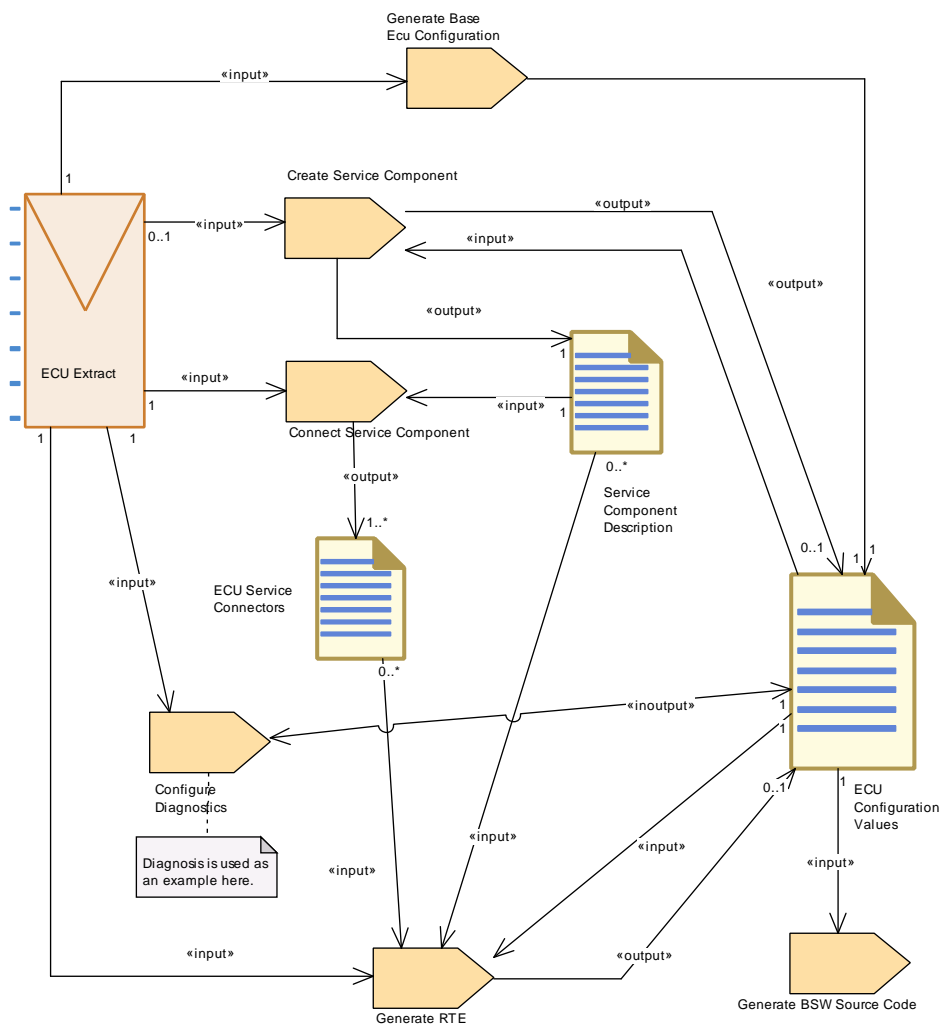 Generate Base
Ecu Configuration
«input»
1
Create Service Component
«output»
«input»
0..1
«input»
«output»
«output»
1
ECU Extract
«input»
1
«input»
1
Connect Service Component
1
1
0..*
«output»
Service
Component
Description
1..*
0..1
1
1
«input»
ECU Service
Connectors
0..*
«inoutput»
1
1
Configure
Diagnostics
0..1
1
ECU
Configuration
Values
«input»
«input»
Diagnosis is used as
an example here.
«input»
«input»
«input»
«output»
Generate BSW Source Code
Generate RTE